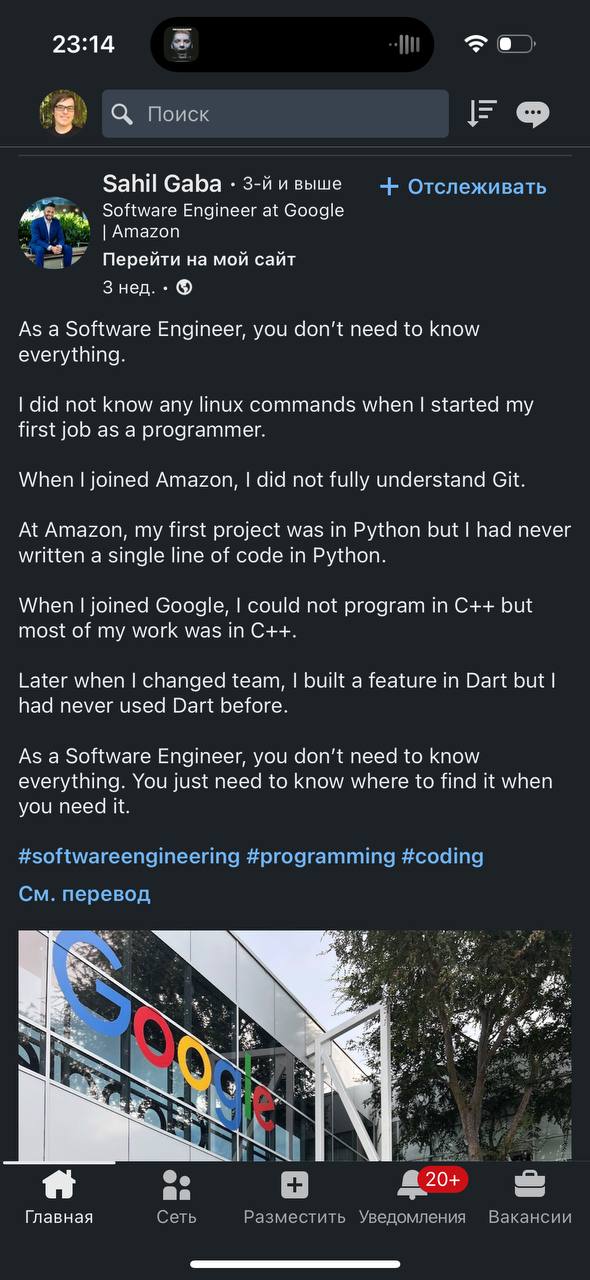 23:14
Поиск
Sahil Gaba • 3-й и выше
+ Отслеживать
Software Engineer at Google
| Amazon
Перейти на мой сайт
3 нед. •
As a Software Engineer, you don’t need to know
everything.
I did not know any linux commands when I started my
first job as a programmer.
When I joined Amazon, I did not fully understand Git.
At Amazon, my first project was in Python but I had never
written a single line of code in Python.
When I joined Google, I could not program in C++ but
most of my work was in C++.
Later when I changed team, I built a feature in Dart but I
had never used Dart before.
As a Software Engineer, you don’t need to know
everything. You just need to know where to find it when
you need it.
#softwareengineering #programming #coding
См. перевод
Google
20+
Главная
Сеть
Разместить
Уведомления
Вакансии